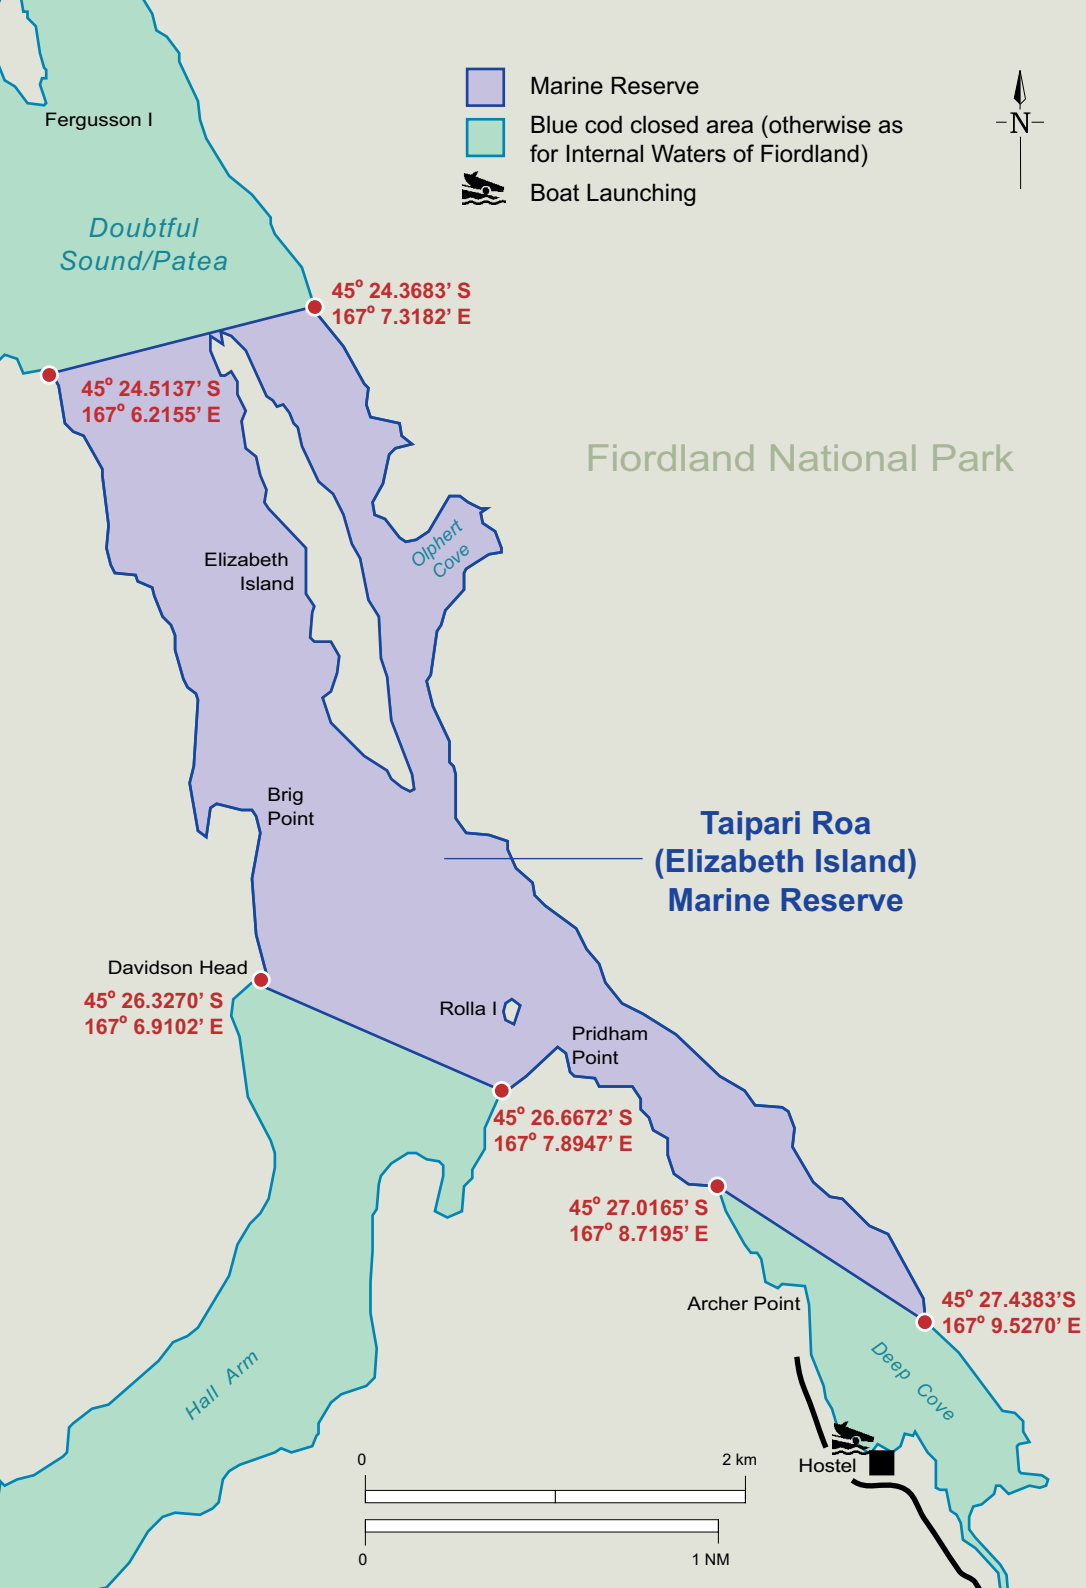 Marine Reserve
Blue cod closed area (otherwise as
for Internal Waters of Fiordland)
Boat Launching
N
Fergusson I
Doubtful
Sound/Patea
45° 24.3683’ S
167° 7.3182’ E
45° 24.5137’ S
167° 6.2155’ E
Fiordland National Park
Olphert
Cove
Elizabeth
Island
Brig
Point
Taipari Roa
(Elizabeth Island)
Marine Reserve
Davidson Head
45° 26.3270’ S
167° 6.9102’ E
Rolla I
Pridham
Point
45° 26.6672’ S
167° 7.8947’ E
45° 27.0165’ S
167° 8.7195’ E
Archer Point
45° 27.4383’S
167° 9.5270’ E
Hall Arm
Deep Cove
Hostel
0 2 km
0 1 NM